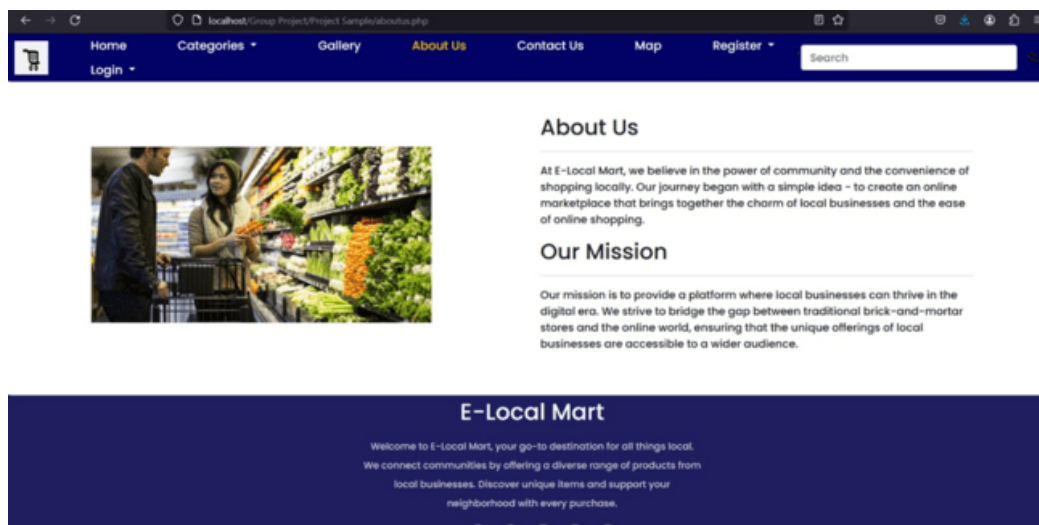 localhost/Group Project/Project Sample/aboutus.php
Home Categories Gallery About Us Contact Us Map Register
Search
Login
About Us
At E-Local Mart, we believe in the power of community and the convenience of
shopping locally. Our journey began with a simple idea - to create an online
marketplace that brings together the charm of local businesses and the ease
of online shopping.
Our Mission
Our mission is to provide a platform where local businesses can thrive in the
digital era. We strive to bridge the gap between traditional brick-and-mortar
stores and the online world, ensuring that the unique offerings of local
businesses are accessible to a wider audience.
E-Local Mart
Welcome to E-Local Mart, your go-to destination for all things local.
We connect communities by offering a diverse range of products from
local businesses. Discover unique items and support your
neighborhood with every purchase.